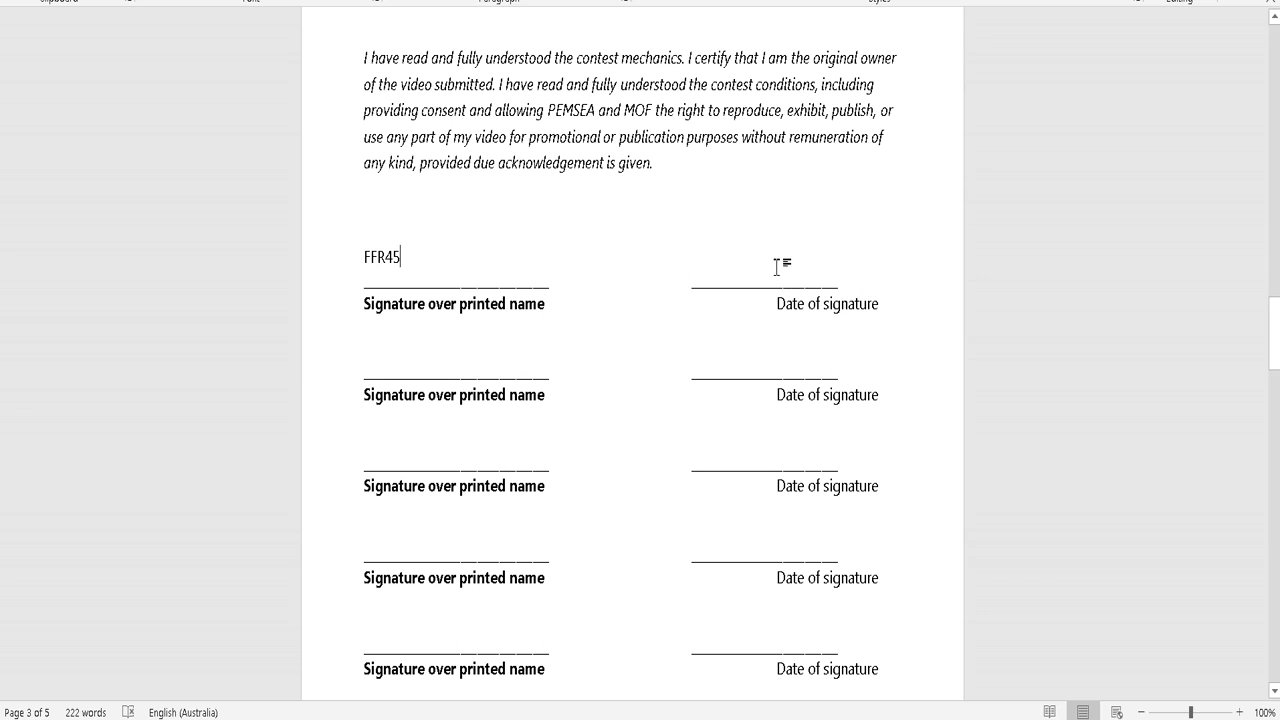 Clipboard Font Paragraph Styles Editing
I have read and fully understood the contest mechanics. I certify that I am the original owner
of the video submitted. I have read and fully understood the contest conditions, including
providing consent and allowing PEMSEA and MOF the right to reproduce, exhibit, publish, or
use any part of my video for promotional or publication purposes without remuneration of
any kind, provided due acknowledgement is given.
FFR45
Signature over printed name Date of signature
Signature over printed name Date of signature
Signature over printed name Date of signature
Signature over printed name Date of signature
Signature over printed name Date of signature
Page 3 of 5 222 words English (Australia) 100%